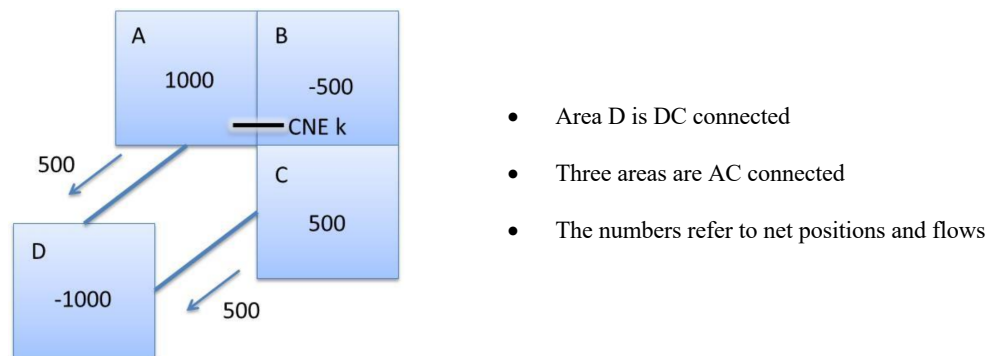 A
B
1000
-500
CNE k
500
C
500
D
-1000
500
• Area D is DC connected
• Three areas are AC connected
• The numbers refer to net positions and flows